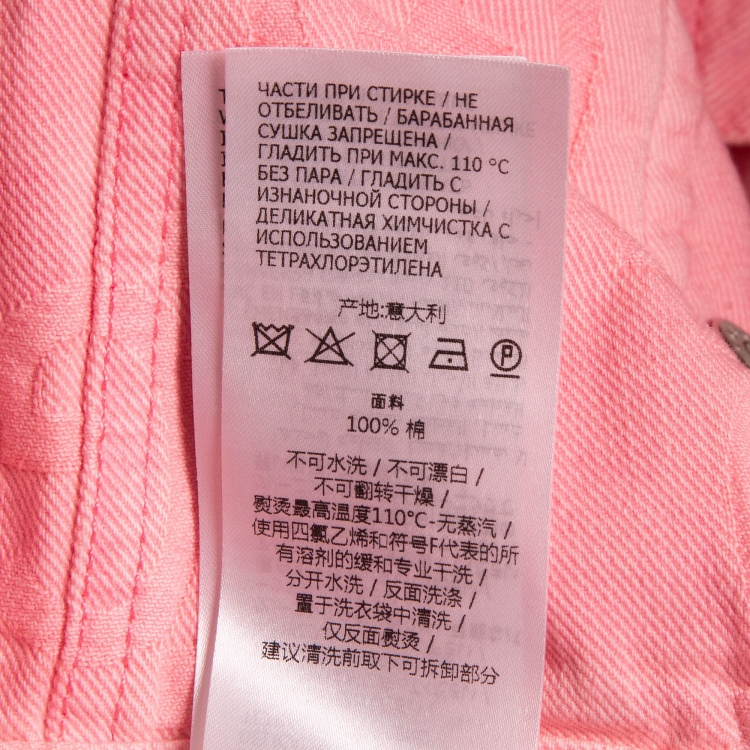 ЧАСТИ ПРИ СТИРКЕ / НЕ
ОТБЕЛИВАТЬ / БАРАБАННАЯ
СУШКА ЗАПРЕЩЕНА /
ГЛАДИТЬ ПРИ МАКС. 110 °C
БЕЗ ПАРА / ГЛАДИТЬ С
ИЗНАНОЧНОЙ СТОРОНЫ /
ДЕЛИКАТНАЯ ХИМЧИСТКА С
ИСПОЛЬЗОВАНИЕМ
ТЕТРАХЛОРЭТИЛЕНА
产地:意大利
P
面料
100% 棉
不可水洗 / 不可漂白 /
不可翻转干燥 /
熨烫最高温度110°C-无蒸汽 /
使用四氯乙烯和符号F代表的所
有溶剂的缓和专业干洗 /
分开水洗 / 反面洗涤 /
置于洗衣袋中清洗 /
仅反面熨烫 /
建议清洗前取下可拆卸部分